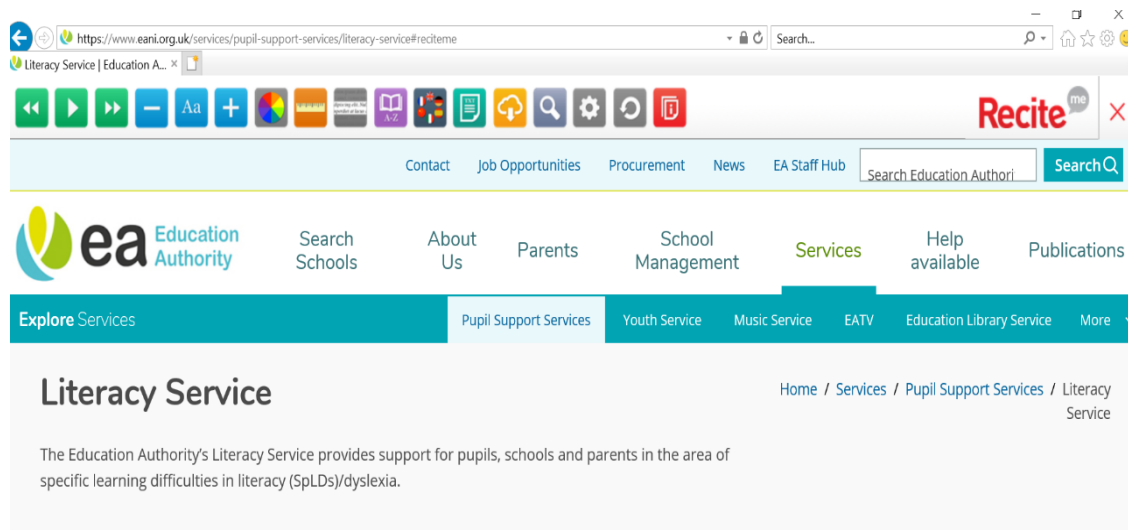 https://www.eani.org.uk/services/pupil-support-services/literacy-service#reciteme
Search...
Literacy Service | Education A...
Aa
A-Z
Recite me
Contact Job Opportunities Procurement News EA Staff Hub Search Education Authori Search
ea Education Authority
Search Schools
About Us
Parents
School Management
Services
Help available
Publications
Explore Services Pupil Support Services Youth Service Music Service EATV Education Library Service More
Literacy Service
Home / Services / Pupil Support Services / Literacy
Service
The Education Authority's Literacy Service provides support for pupils, schools and parents in the area of
specific learning difficulties in literacy (SpLDs)/dyslexia.